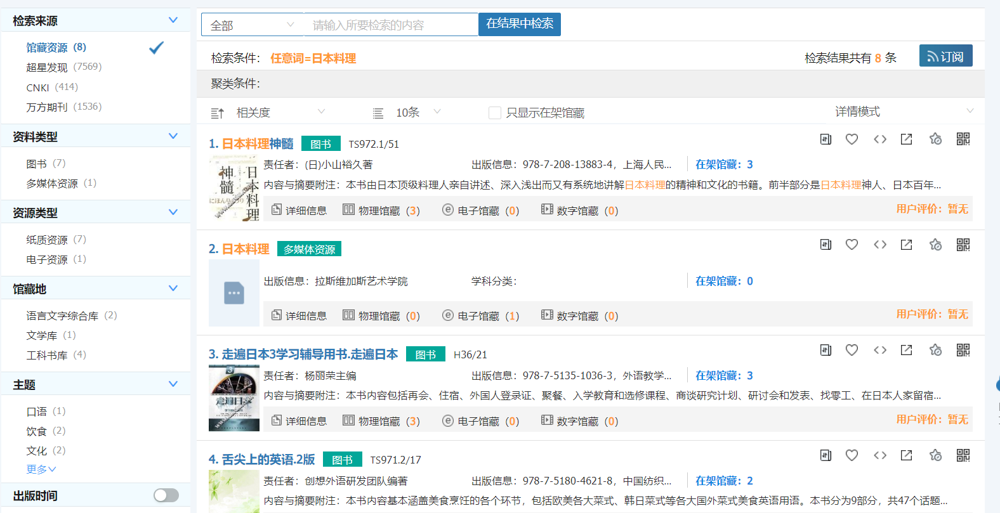 检索来源
馆藏资源 (8)
超星发现 (7569)
CNKI (414)
万方期刊 (1536)
资料类型
图书 (7)
多媒体资源 (1)
资源类型
纸质资源 (7)
电子资源 (1)
馆藏地
语言文字综合库 (2)
文学库 (1)
工科书库 (4)
主题
口语 (1)
饮食 (2)
文化 (2)
更多
出版时间
全部 请输入所要检索的内容 在结果中检索
检索条件： 任意词=日本料理 检索结果共有 8 条 订阅
聚类条件：
相关度 10条 只显示在架馆藏 详情模式
1. 日本料理神髓 图书 TS972.1/51
责任者：(日)小山裕久著 出版信息：978-7-208-13883-4，上海人民... 在架馆藏：3
内容与摘要附注：本书由日本顶级料理人亲自讲述、深入浅出而又有系统地讲解日本料理的精神和文化的书籍。前半部分是日本料理神人、日本百年...
日本料理
神髓
详细信息 物理馆藏 (3) 电子馆藏 (0) 数字馆藏 (0) 用户评价：暂无
2. 日本料理 多媒体资源
出版信息：拉斯维加斯艺术学院 学科分类： 在架馆藏：0
详细信息 物理馆藏 (0) 电子馆藏 (1) 数字馆藏 (0) 用户评价：暂无
3. 走遍日本3学习辅导用书.走遍日本 图书 H36/21
责任者：杨丽荣主编 出版信息：978-7-5135-1036-3，外语教学... 在架馆藏：3
内容与摘要附注：本书内容包括再会、住宿、外国人登录证、聚餐、入学教育和选修课程、商谈研究计划、研讨会和发表、找零工、在日本人家留宿...
3
走遍日本
详细信息 物理馆藏 (3) 电子馆藏 (0) 数字馆藏 (0) 用户评价：暂无
4. 舌尖上的英语.2版 图书 TS971.2/17
责任者：创想外语研发团队编著 出版信息：978-7-5180-4621-8，中国纺织... 在架馆藏：2
内容与摘要附注：本书内容基本涵盖美食烹饪的各个环节，包括欧美各大菜式、韩日菜式等各大国外菜式美食英语用语。本书分为9部分，共47个话题...